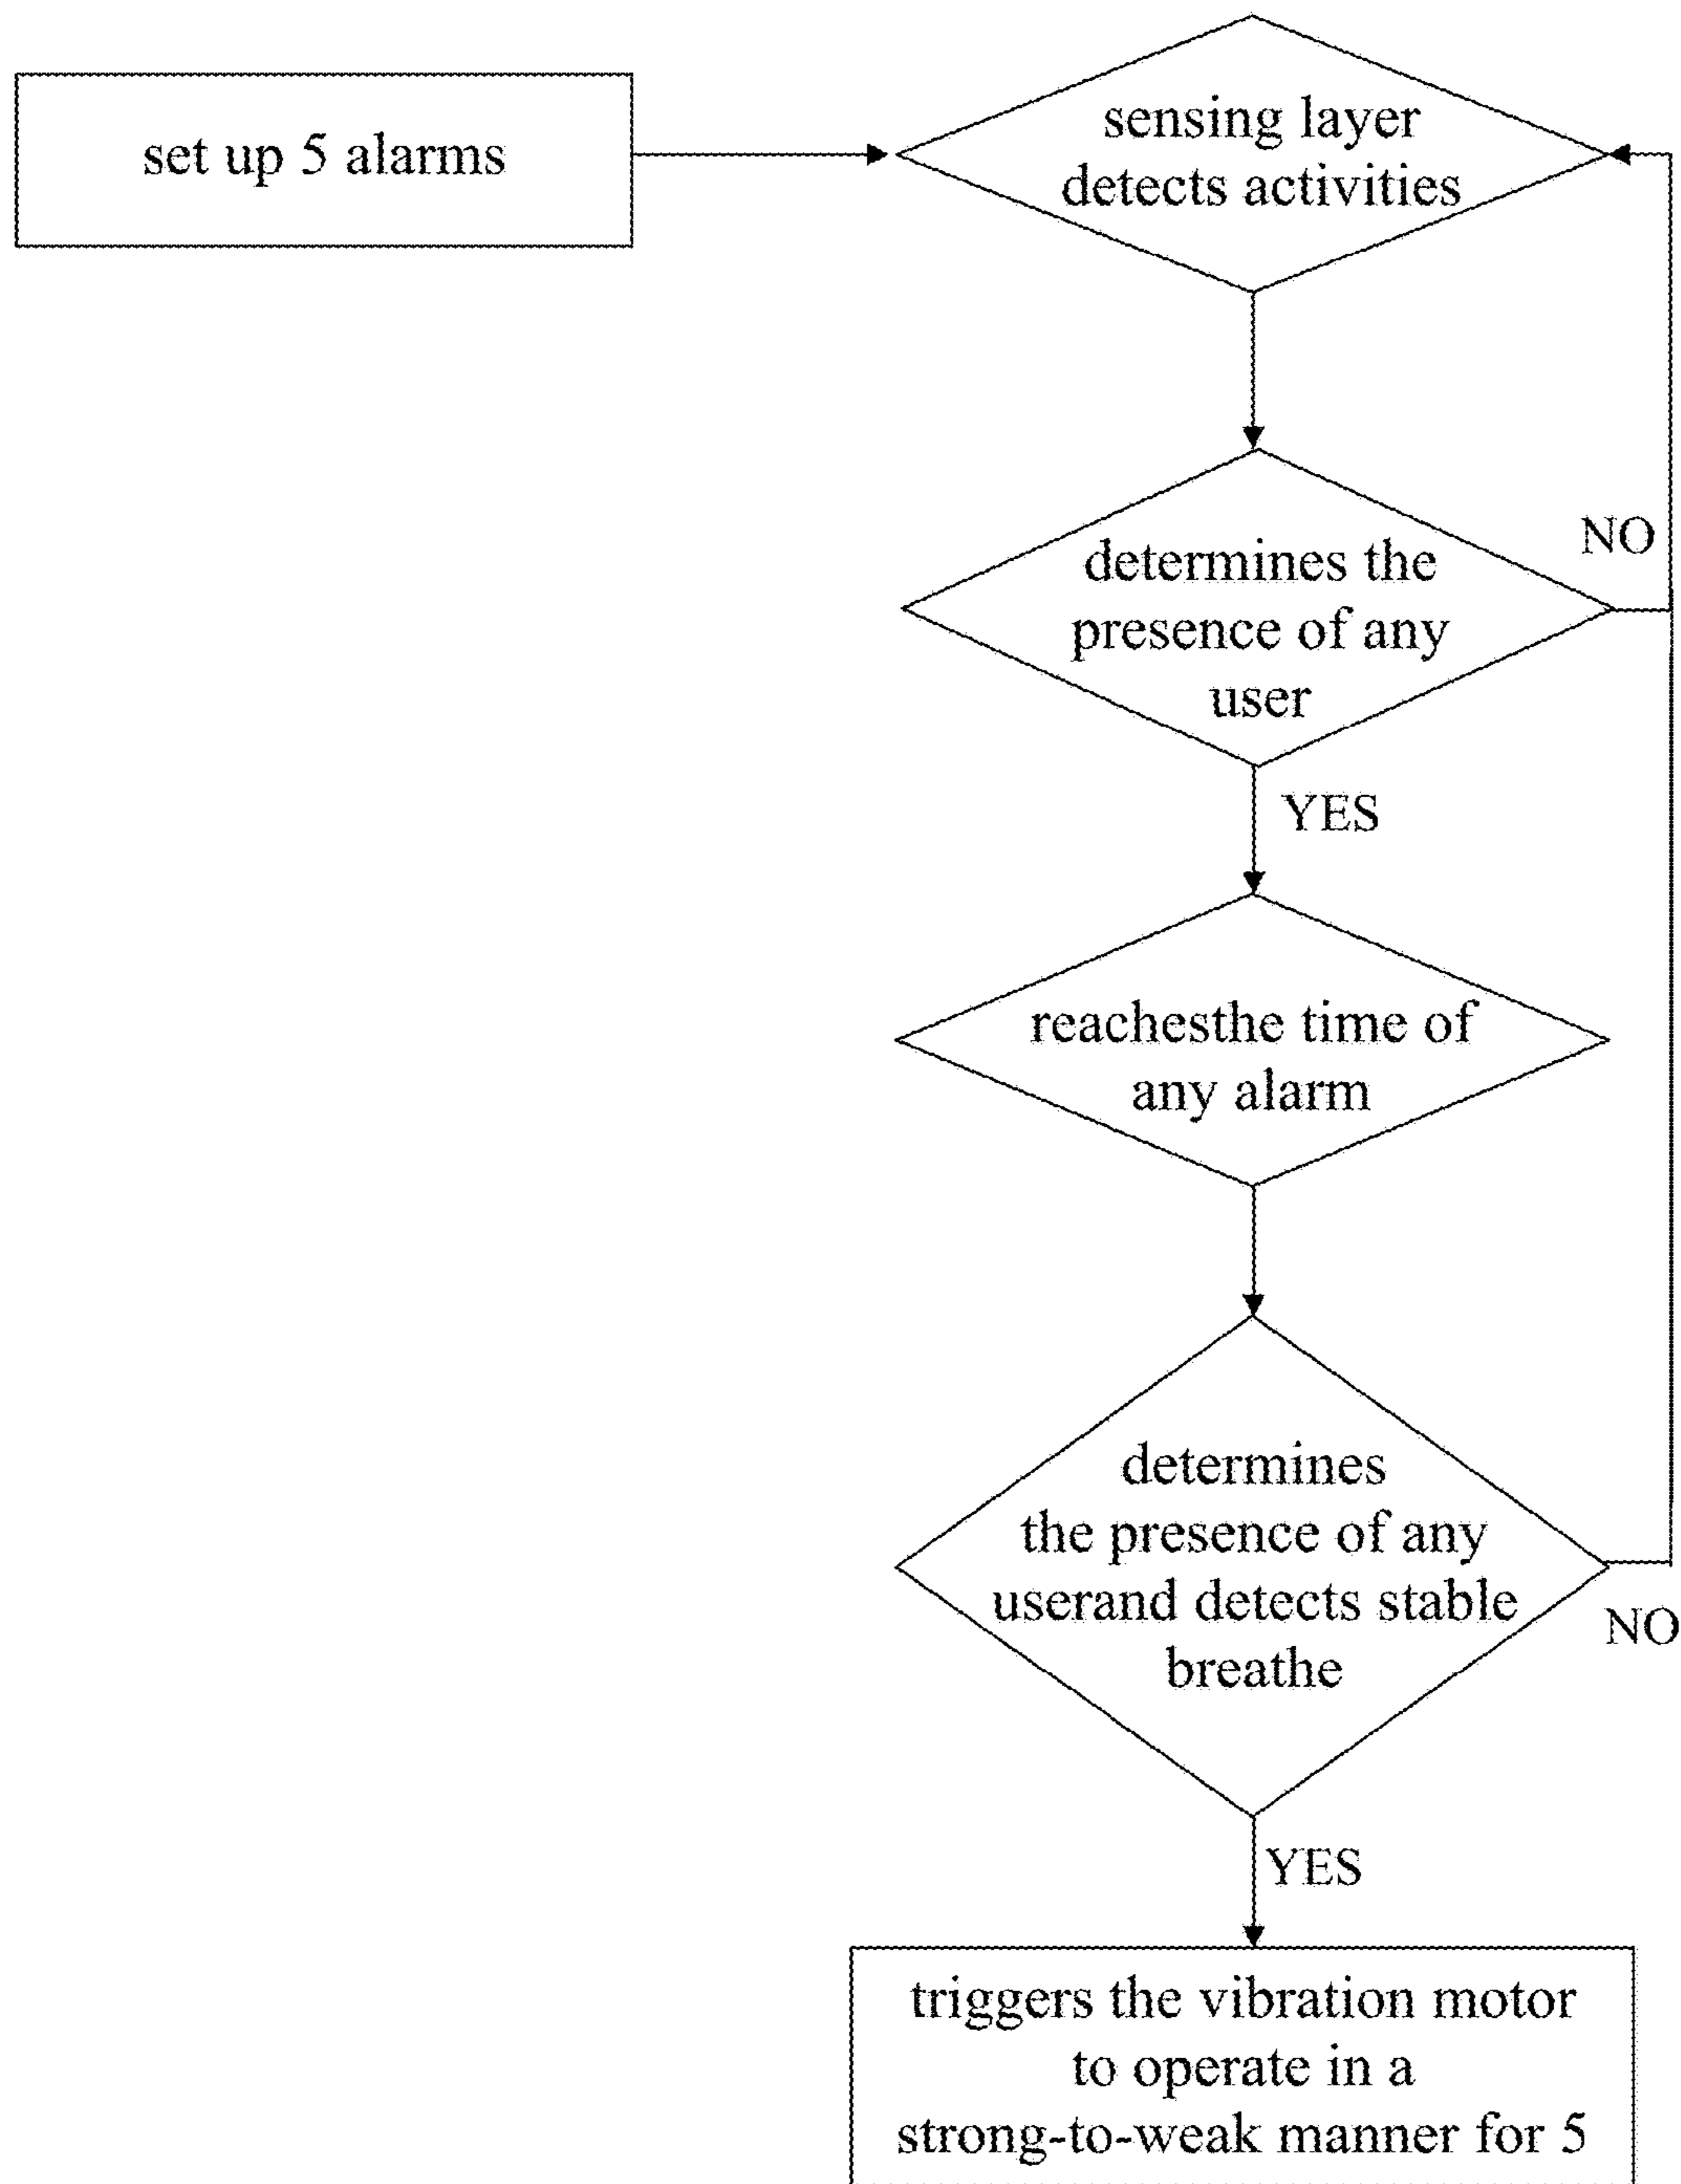 set up 5 alarms
sensing layer
detects activities
determines the
presence of any
user
NO
YES
reachesthe time of
any alarm
determines
the presence of any
userand detects stable
breathe
NO
YES
triggers the vibration motor
to operate in a
strong-to-weak manner for 5